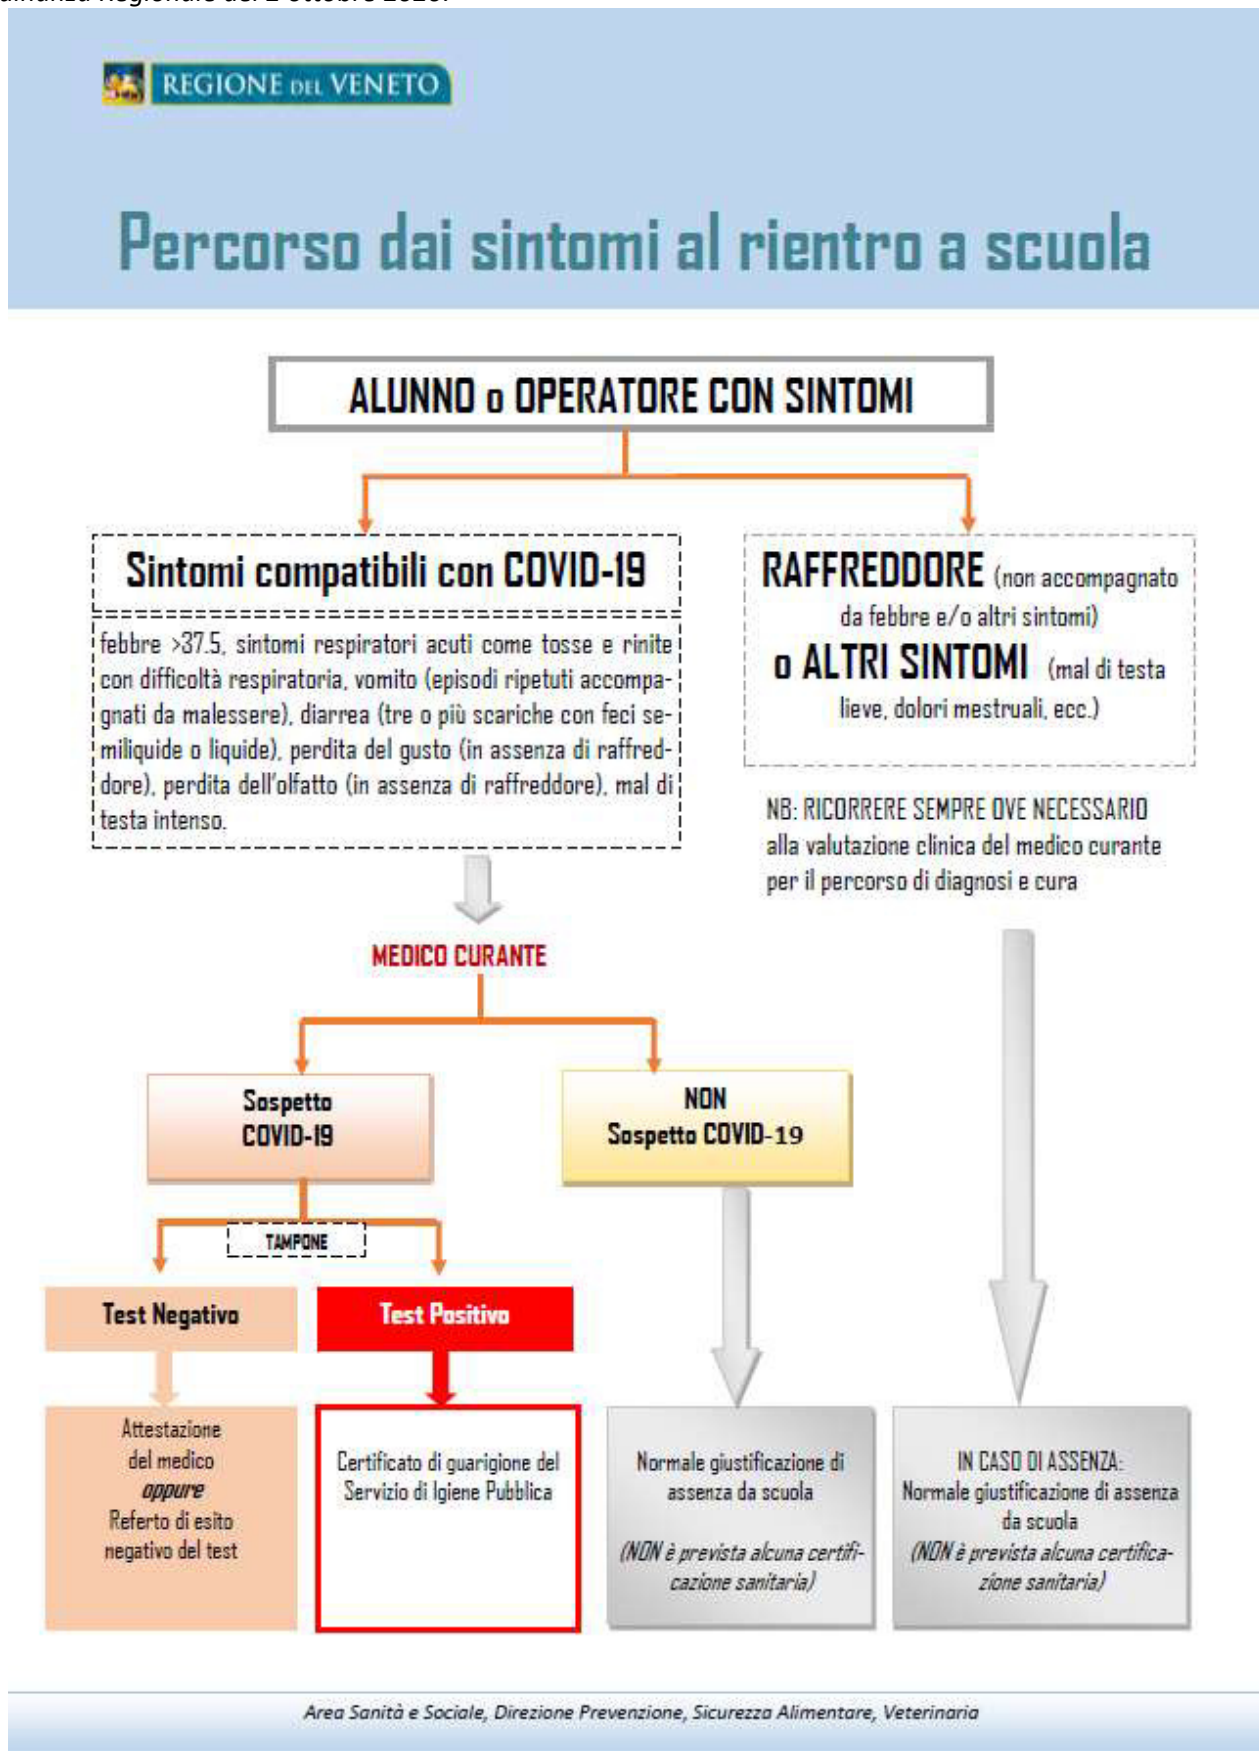 Regionale del 2 ottobre 2020.
REGIONE DEL VENETO
Percorso dai sintomi al rientro a scuola
ALUNNO o OPERATORE CON SINTOMI
Sintomi compatibili con COVID-19
febbre >37.5, sintomi respiratori acuti come tosse e rinite
con difficoltà respiratoria, vomito (episodi ripetuti accompa-
gnati da malessere), diarrea (tre o più scariche con feci se-
miliquide o liquide), perdita del gusto (in assenza di raffred-
dore), perdita dell'olfatto (in assenza di raffreddore), mal di
testa intenso.
RAFFREDDORE (non accompagnato
da febbre e/o altri sintomi)
o ALTRI SINTOMI (mal di testa
lieve, dolori mestruali, ecc.)
NB: RICORRERE SEMPRE OVE NECESSARIO
alla valutazione clinica del medico curante
per il percorso di diagnosi e cura
MEDICO CURANTE
Sospetto
COVID-19
NON
Sospetto COVID-19
TAMPONE
Test Negativo
Test Positivo
Attestazione
del medico
oppure
Referto di esito
negativo del test
Certificato di guarigione del
Servizio di Igiene Pubblica
Normale giustificazione di
assenza da scuola
(NON è prevista alcuna certifi-
cazione sanitaria)
IN CASO DI ASSENZA:
Normale giustificazione di assenza
da scuola
(NON è prevista alcuna certifica-
zione sanitaria)
Area Sanità e Sociale, Direzione Prevenzione, Sicurezza Alimentare, Veterinaria